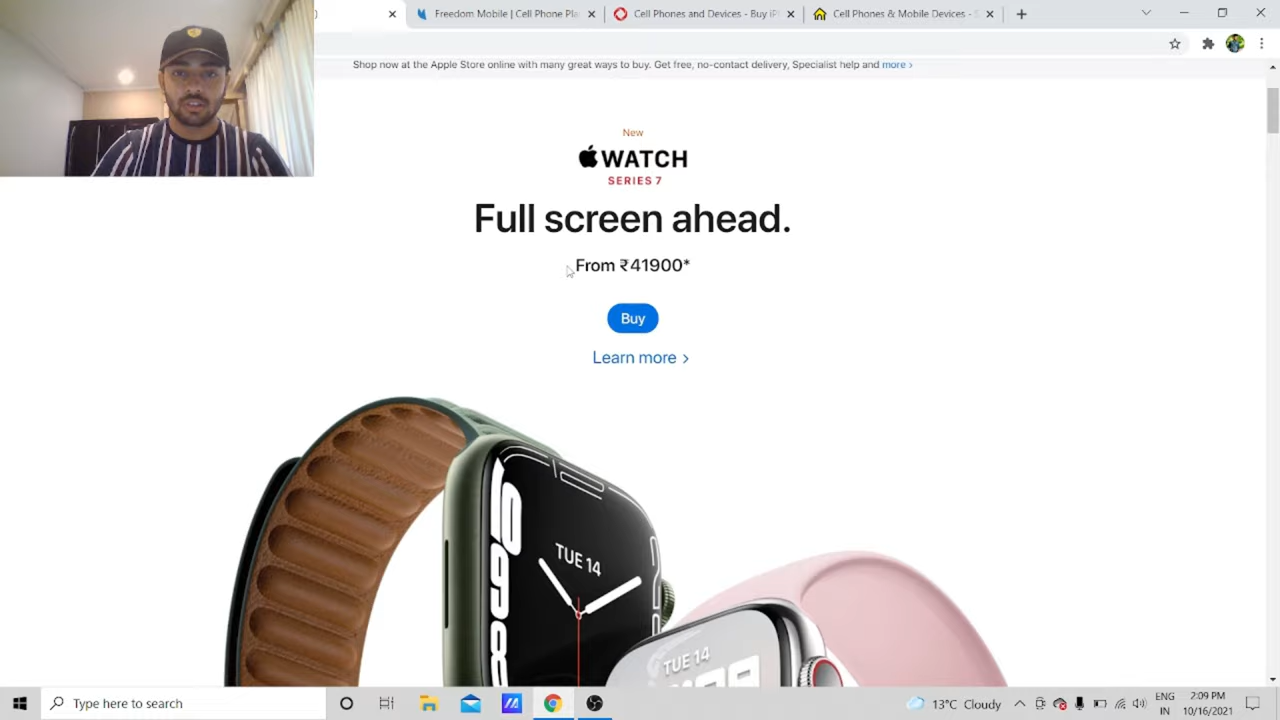 Freedom Mobile | Cell Phone Pla
Cell Phones and Devices - Buy iP
Cell Phones & Mobile Devices - S
Shop now at the Apple Store online with many great ways to buy. Get free, no-contact delivery, Specialist help and more >
New
WATCH
SERIES 7
Full screen ahead.
From ₹41900*
Buy
Learn more >
TUE 14
TUE 14
Type here to search
13°C Cloudy
ENG
IN
2:09 PM
10/16/2021